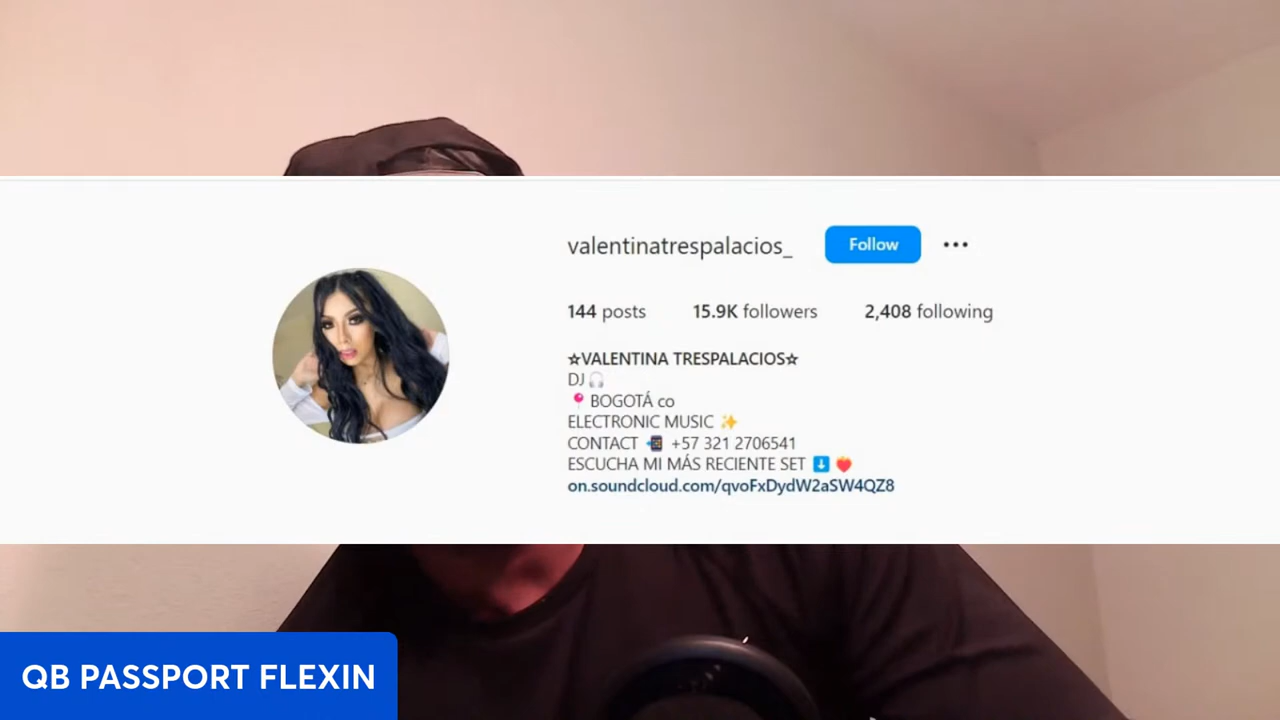 valentinatrespalacios_ Follow
144 posts 15.9K followers 2,408 following
☆VALENTINA TRESPALACIOS☆
DJ🎧
📍BOGOTÁ co
ELECTRONIC MUSIC ✨
CONTACT 📲 +57 321 2706541
ESCUCHA MI MÁS RECIENTE SET ⬇️ ❤️
on.soundcloud.com/qvoFxDydW2aSW4QZ8
QB PASSPORT FLEXIN